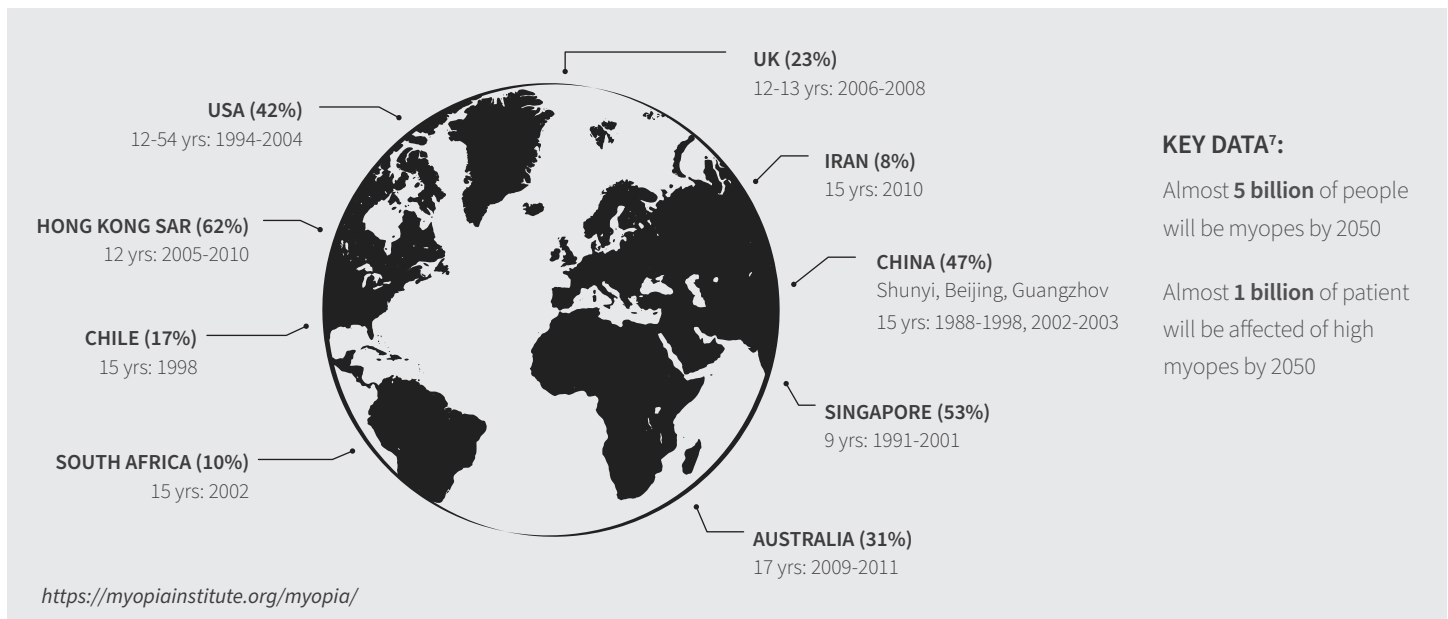 UK (23%)
12-13 yrs: 2006-2008
USA (42%)
12-54 yrs: 1994-2004
IRAN (8%)
15 yrs: 2010
HONG KONG SAR (62%)
12 yrs: 2005-2010
CHINA (47%)
Shunyi, Beijing, Guangzhov
15 yrs: 1988-1998, 2002-2003
CHILE (17%)
15 yrs: 1998
SINGAPORE (53%)
9 yrs: 1991-2001
SOUTH AFRICA (10%)
15 yrs: 2002
AUSTRALIA (31%)
17 yrs: 2009-2011
KEY DATA⁷:
Almost 5 billion of people
will be myopes by 2050
Almost 1 billion of patient
will be affected of high
myopes by 2050
https://myopiainstitute.org/myopia/